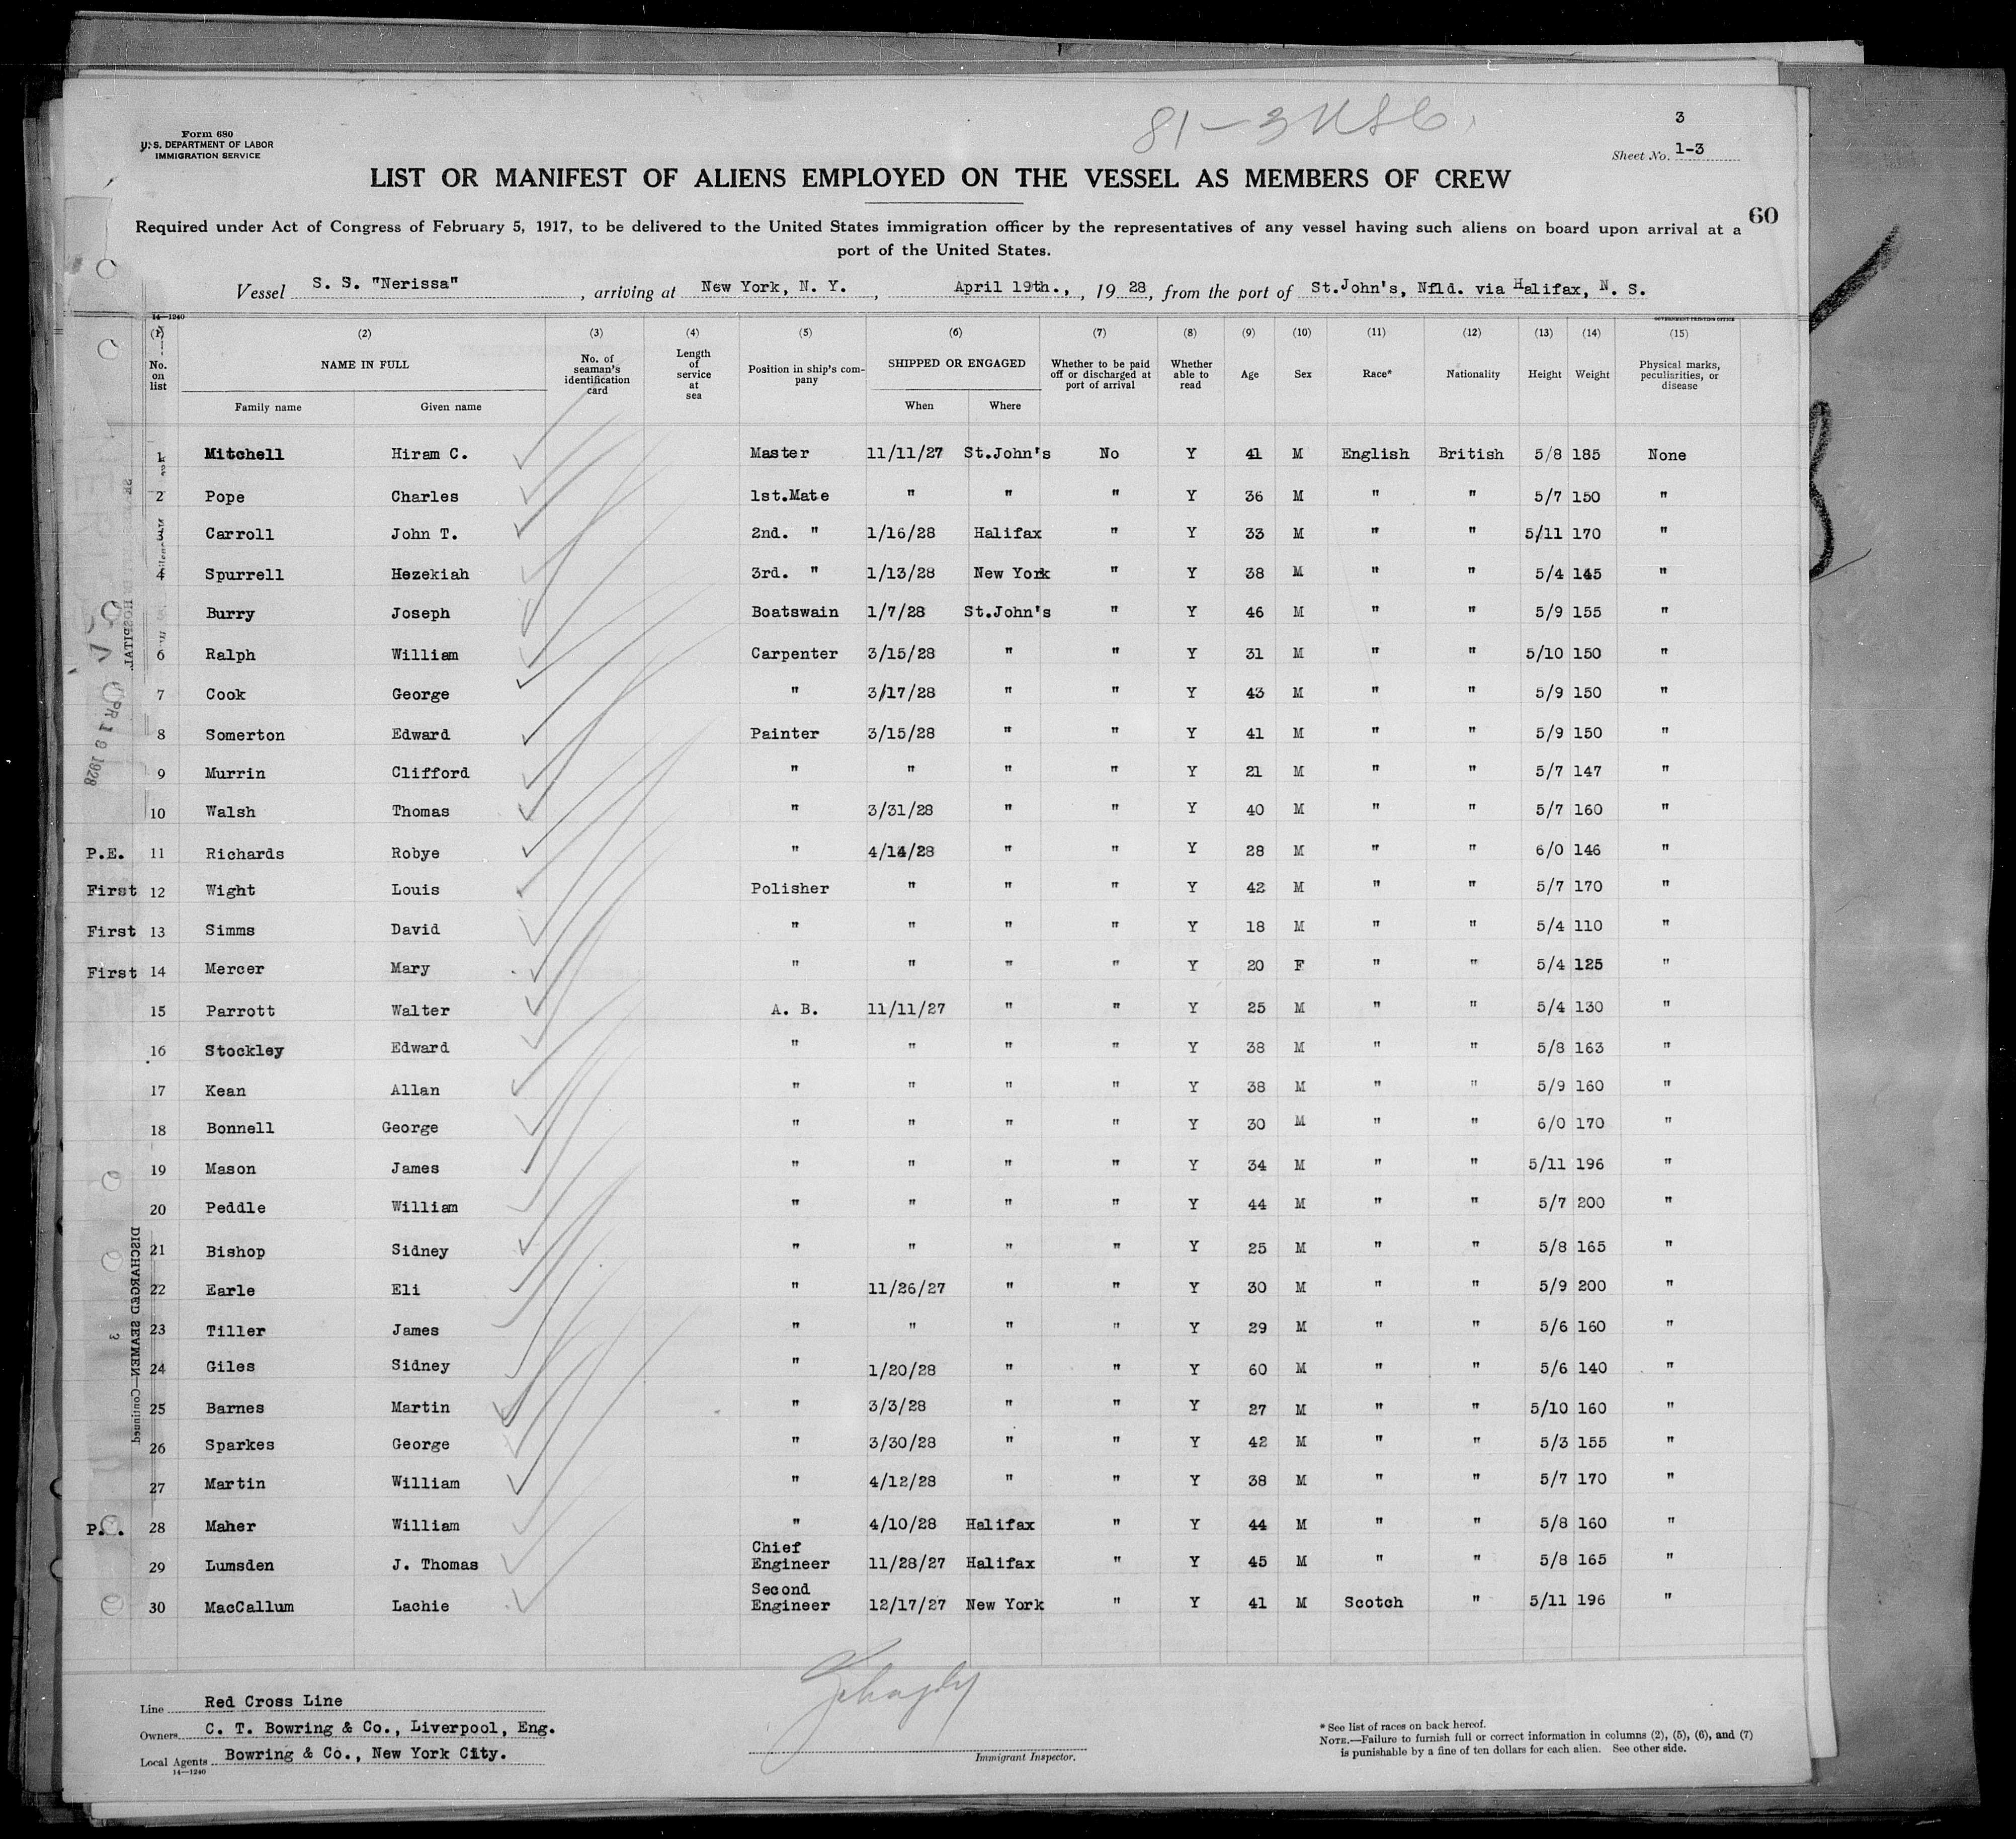 Form 680
U. S. DEPARTMENT OF LABOR
IMMIGRATION SERVICE
81-3
3
Sheet No. 1-3
LIST OR MANIFEST OF ALIENS EMPLOYED ON THE VESSEL AS MEMBERS OF CREW
60
Required under Act of Congress of February 5, 1917, to be delivered to the United States immigration officer by the representatives of any vessel having such aliens on board upon arrival at a
port of the United States.
Vessel S. S. "Nerissa", arriving at New York, N. Y., April 19th., , 1928, from the port of St.John's, Nfld. via Halifax, N. S.
14—1240 GOVERNMENT PRINTING OFFICE
(1) (2) (3) (4) (5) (6) (7) (8) (9) (10) (11) (12) (13) (14) (15)
No. on list NAME IN FULL No. of seaman's identification card Length of service at sea Position in ship's company SHIPPED OR ENGAGED Whether to be paid off or discharged at port of arrival Whether able to read Age Sex Race* Nationality Height Weight Physical marks, peculiarities, or disease
Family name Given name When Where
1 Mitchell Hiram C. Master 11/11/27 St.John's No Y 41 M English British 5/8 185 None
2 Pope Charles 1st.Mate " " " Y 36 M " " 5/7 150 "
3 Carroll John T. 2nd. " 1/16/28 Halifax " Y 33 M " " 5/11 170 "
4 Spurrell Hezekiah 3rd. " 1/13/28 New York " Y 38 M " " 5/4 145 "
Burry Joseph Boatswain 1/7/28 St.John's " Y 46 M " " 5/9 155 "
6 Ralph William Carpenter 3/15/28 " " Y 31 M " " 5/10 150 "
7 Cook George " 3/17/28 " " Y 43 M " " 5/9 150 "
8 Somerton Edward Painter 3/15/28 " " Y 41 M " " 5/9 150 "
9 Murrin Clifford " " " " Y 21 M " " 5/7 147 "
10 Walsh Thomas " 3/31/28 " " Y 40 M " " 5/7 160 "
P.E. 11 Richards Robye " 4/14/28 " " Y 28 M " " 6/0 146 "
First 12 Wight Louis Polisher " " " Y 42 M " " 5/7 170 "
First 13 Simms David " " " " Y 18 M " " 5/4 110 "
First 14 Mercer Mary " " " " Y 20 F " " 5/4 125 "
15 Parrott Walter A. B. 11/11/27 " " Y 25 M " " 5/4 130 "
16 Stockley Edward " " " " Y 38 M " " 5/8 163 "
17 Kean Allan " " " " Y 38 M " " 5/9 160 "
18 Bonnell George " " " " Y 30 M " " 6/0 170 "
19 Mason James " " " " Y 34 M " " 5/11 196 "
20 Peddle William " " " " Y 44 M " " 5/7 200 "
21 Bishop Sidney " " " " Y 25 M " " 5/8 165 "
22 Earle Eli " 11/26/27 " " Y 30 M " " 5/9 200 "
23 Tiller James " " " " Y 29 M " " 5/6 160 "
24 Giles Sidney " 1/20/28 " " Y 60 M " " 5/6 140 "
25 Barnes Martin " 3/3/28 " " Y 27 M " " 5/10 160 "
26 Sparkes George " 3/30/28 " " Y 42 M " " 5/3 155 "
27 Martin William " 4/12/28 " " Y 38 M " " 5/7 170 "
28 Maher William " 4/10/28 Halifax " Y 44 M " " 5/8 160 "
29 Lumsden J. Thomas Chief Engineer 11/28/27 Halifax " Y 45 M " " 5/8 165 "
30 MacCallum Lachie Second Engineer 12/17/27 New York " Y 41 M Scotch " 5/11 196 "
HOSPITAL
APR 19 1928
DISCHARGED SEAMEN—Continued
3
Line Red Cross Line
Owners C. T. Bowring & Co., Liverpool, Eng.
Local Agents Bowring & Co., New York City.
14—1240
Immigrant Inspector.
* See list of races on back hereof.
NOTE.—Failure to furnish full or correct information in columns (2), (5), (6), and (7)
is punishable by a fine of ten dollars for each alien. See other side.